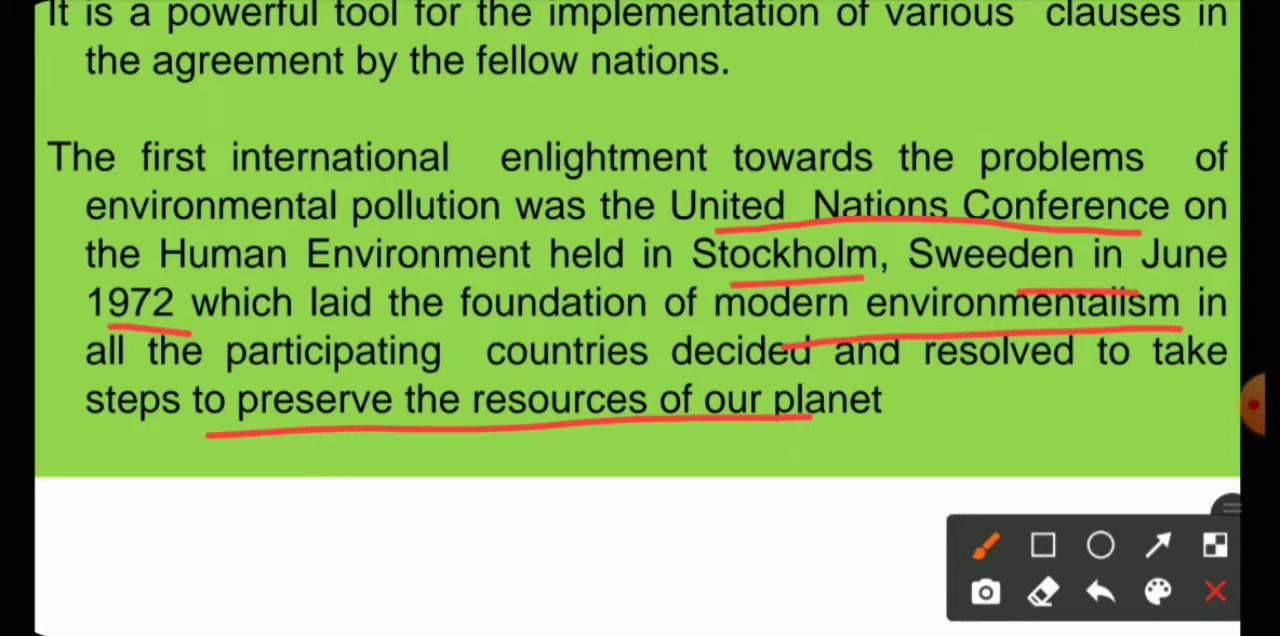 It is a powerful tool for the implementation of various clauses in
the agreement by the fellow nations.
The first international enlightment towards the problems of
environmental pollution was the United Nations Conference on
the Human Environment held in Stockholm, Sweeden in June
1972 which laid the foundation of modern environmentalism in
all the participating countries decided and resolved to take
steps to preserve the resources of our planet